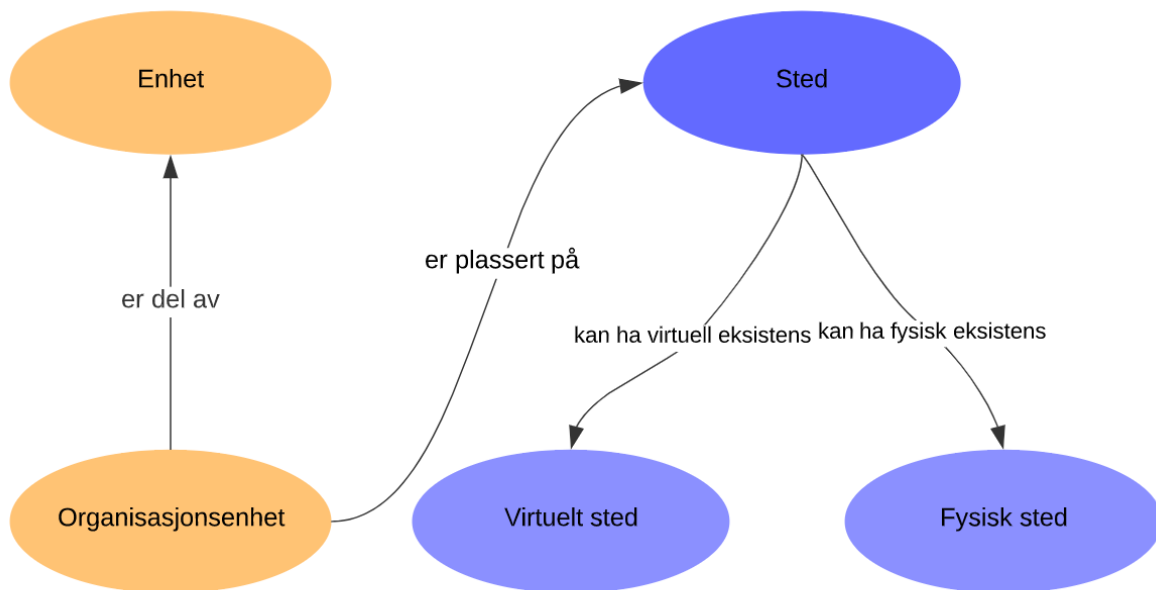 Enhet
Sted
er plassert på
er del av
kan ha virtuell eksistens
kan ha fysisk eksistens
Organisasjonsenhet
Virtuelt sted
Fysisk sted